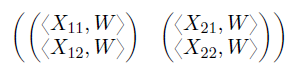 ((⟨X₁₁, W⟩) (⟨X₂₁, W⟩))
((⟨X₁₂, W⟩) (⟨X₂₂, W⟩))